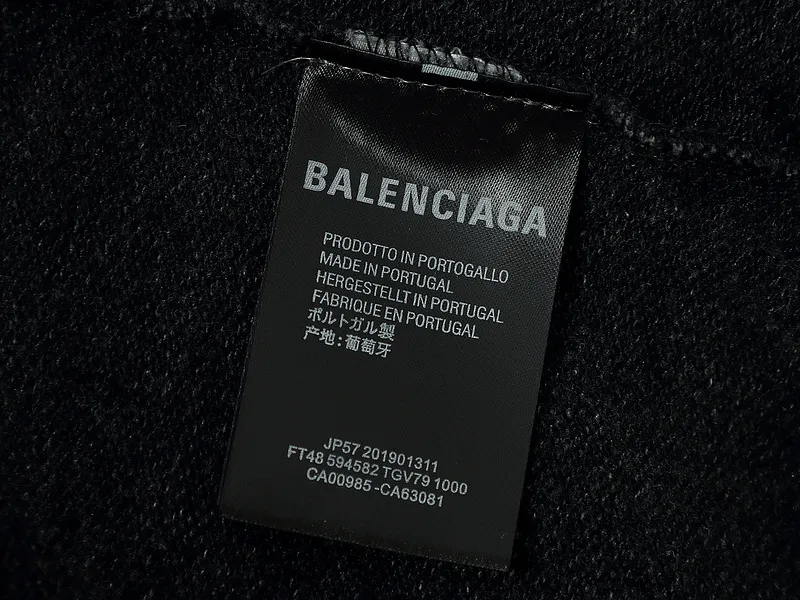 BALENCIAGA
PRODOTTO IN PORTOGALLO
MADE IN PORTUGAL
HERGESTELLT IN PORTUGAL
FABRIQUE EN PORTUGAL
ポルトガル製
产地:葡萄牙
JP57 201901311
FT48 594582 TGV79 1000
CA00985 -CA63081